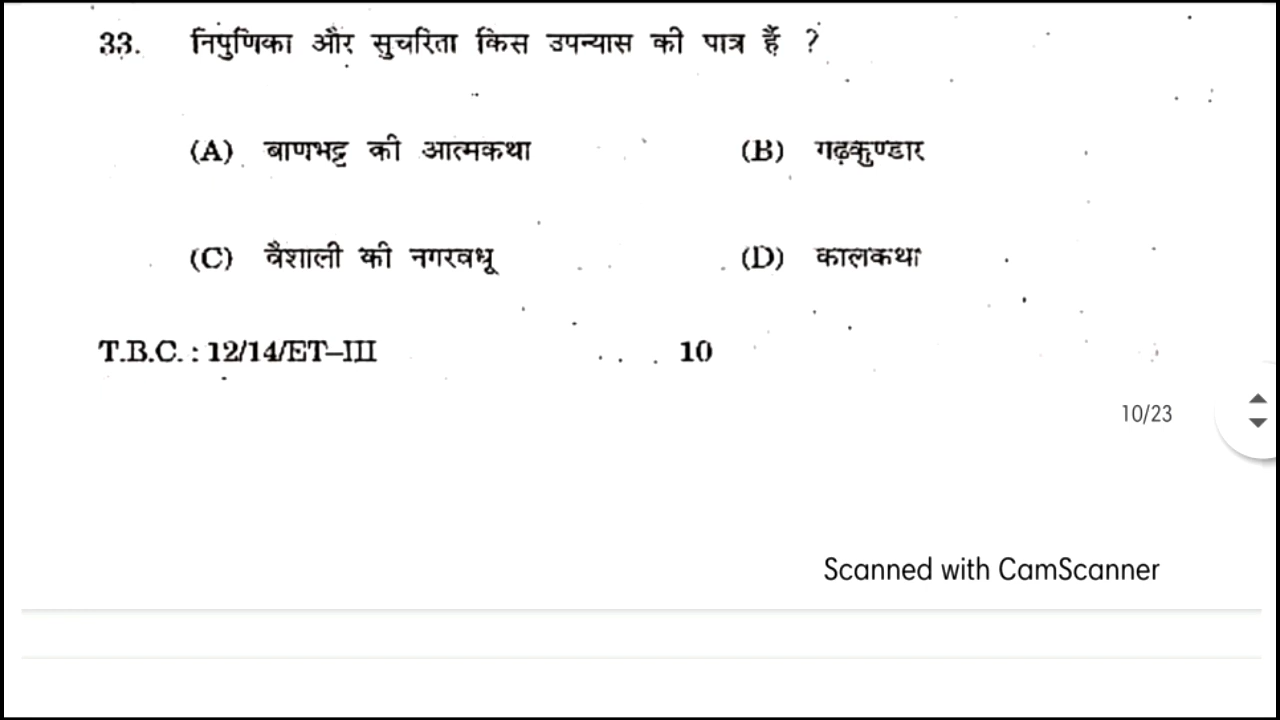 33. निपुणिका और सुचरिता किस उपन्यास की पात्र हैं ?
(A) बाणभट्ट की आत्मकथा (B) गढ़कुण्डार
(C) वैशाली की नगरवधू (D) कालकथा
T.B.C. : 12/14/ET–III 10
10/23
Scanned with CamScanner